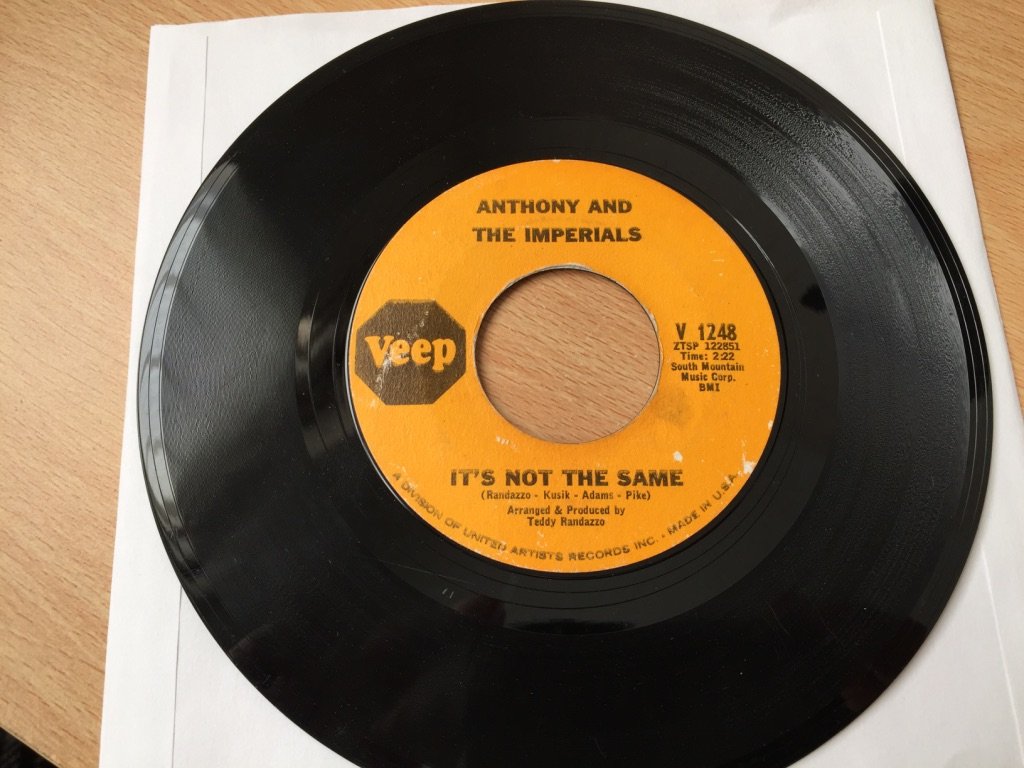 ANTHONY AND
THE IMPERIALS
Veep
V 1248
ZTSP 122851
Time: 2:22
South Mountain
Music Corp.
BMI
IT'S NOT THE SAME
(Randazzo - Kusik - Adams - Pike)
Arranged & Produced by
Teddy Randazzo
A DIVISION OF UNITED ARTISTS RECORDS INC. • MADE IN U.S.A.